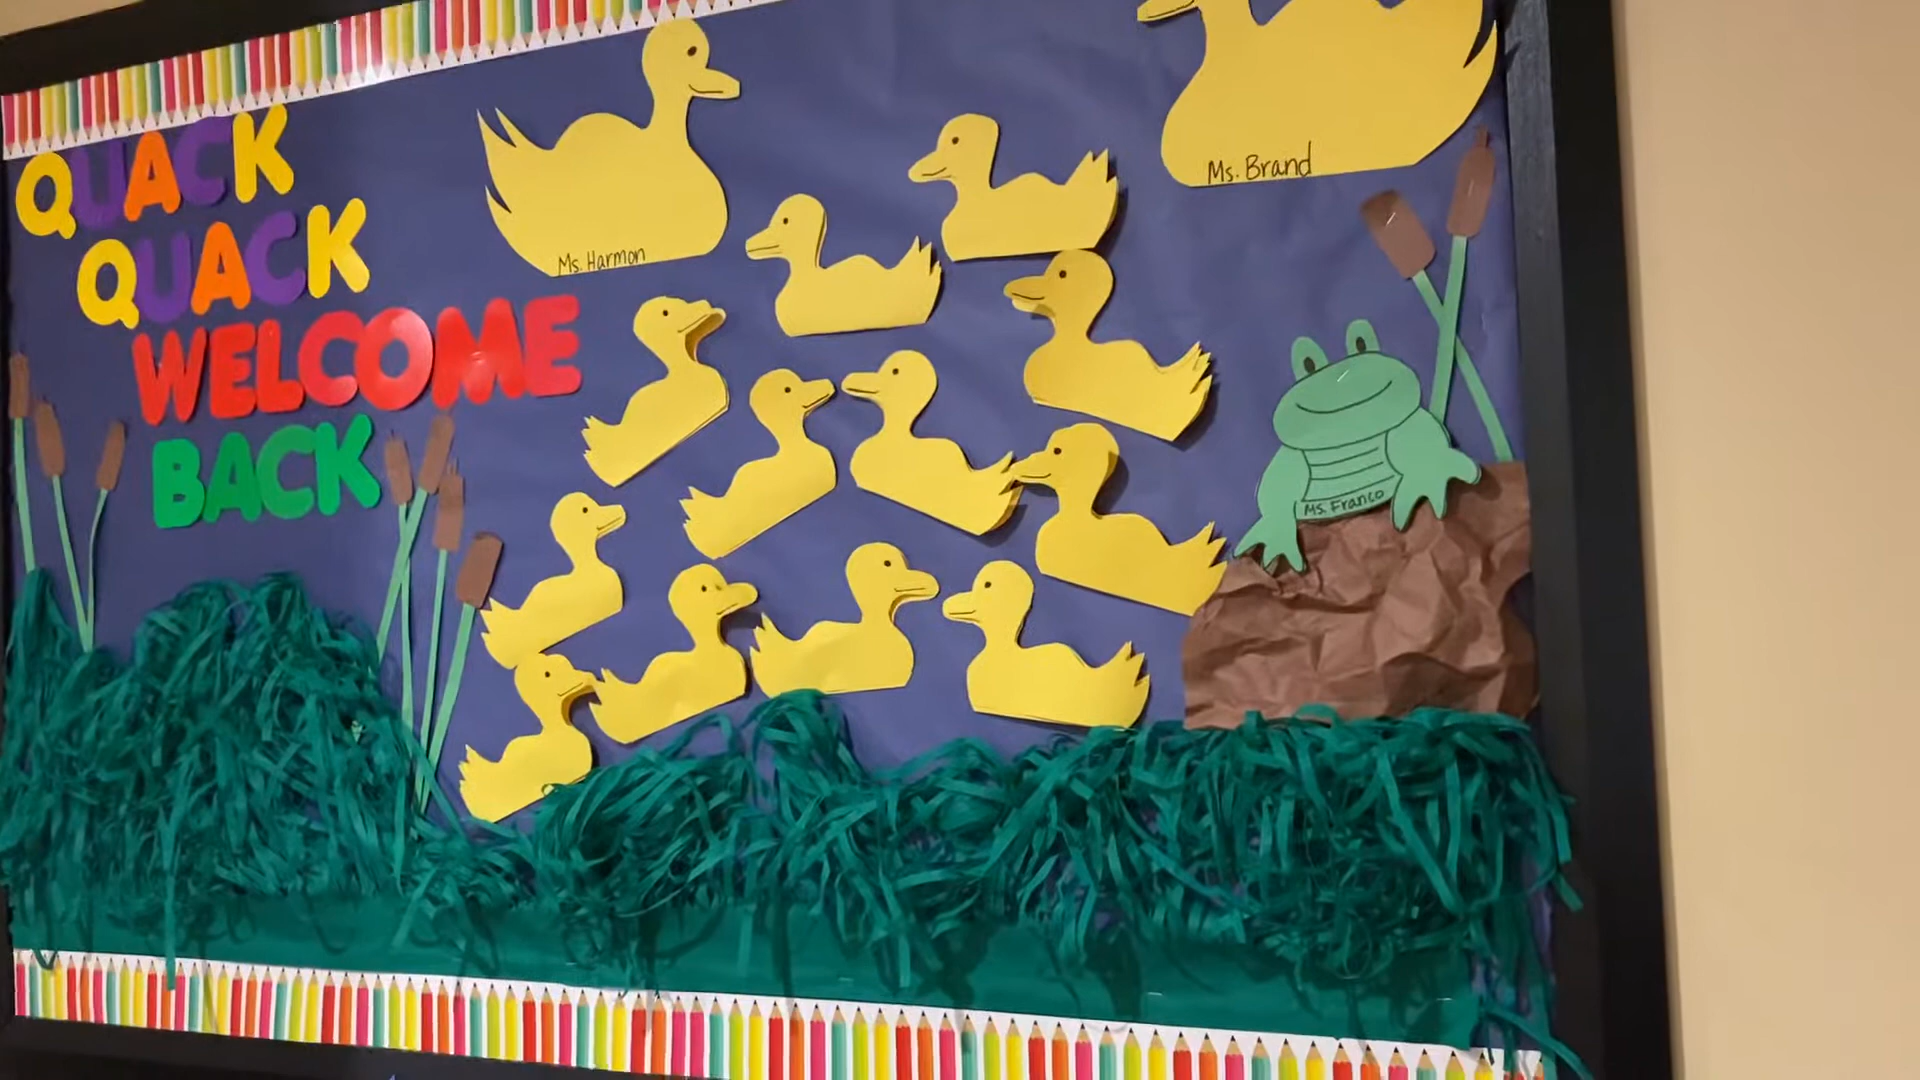 QUACK
QUACK
WELCOME
BACK
Ms. Harmon
Ms. Brand
Ms. Franco